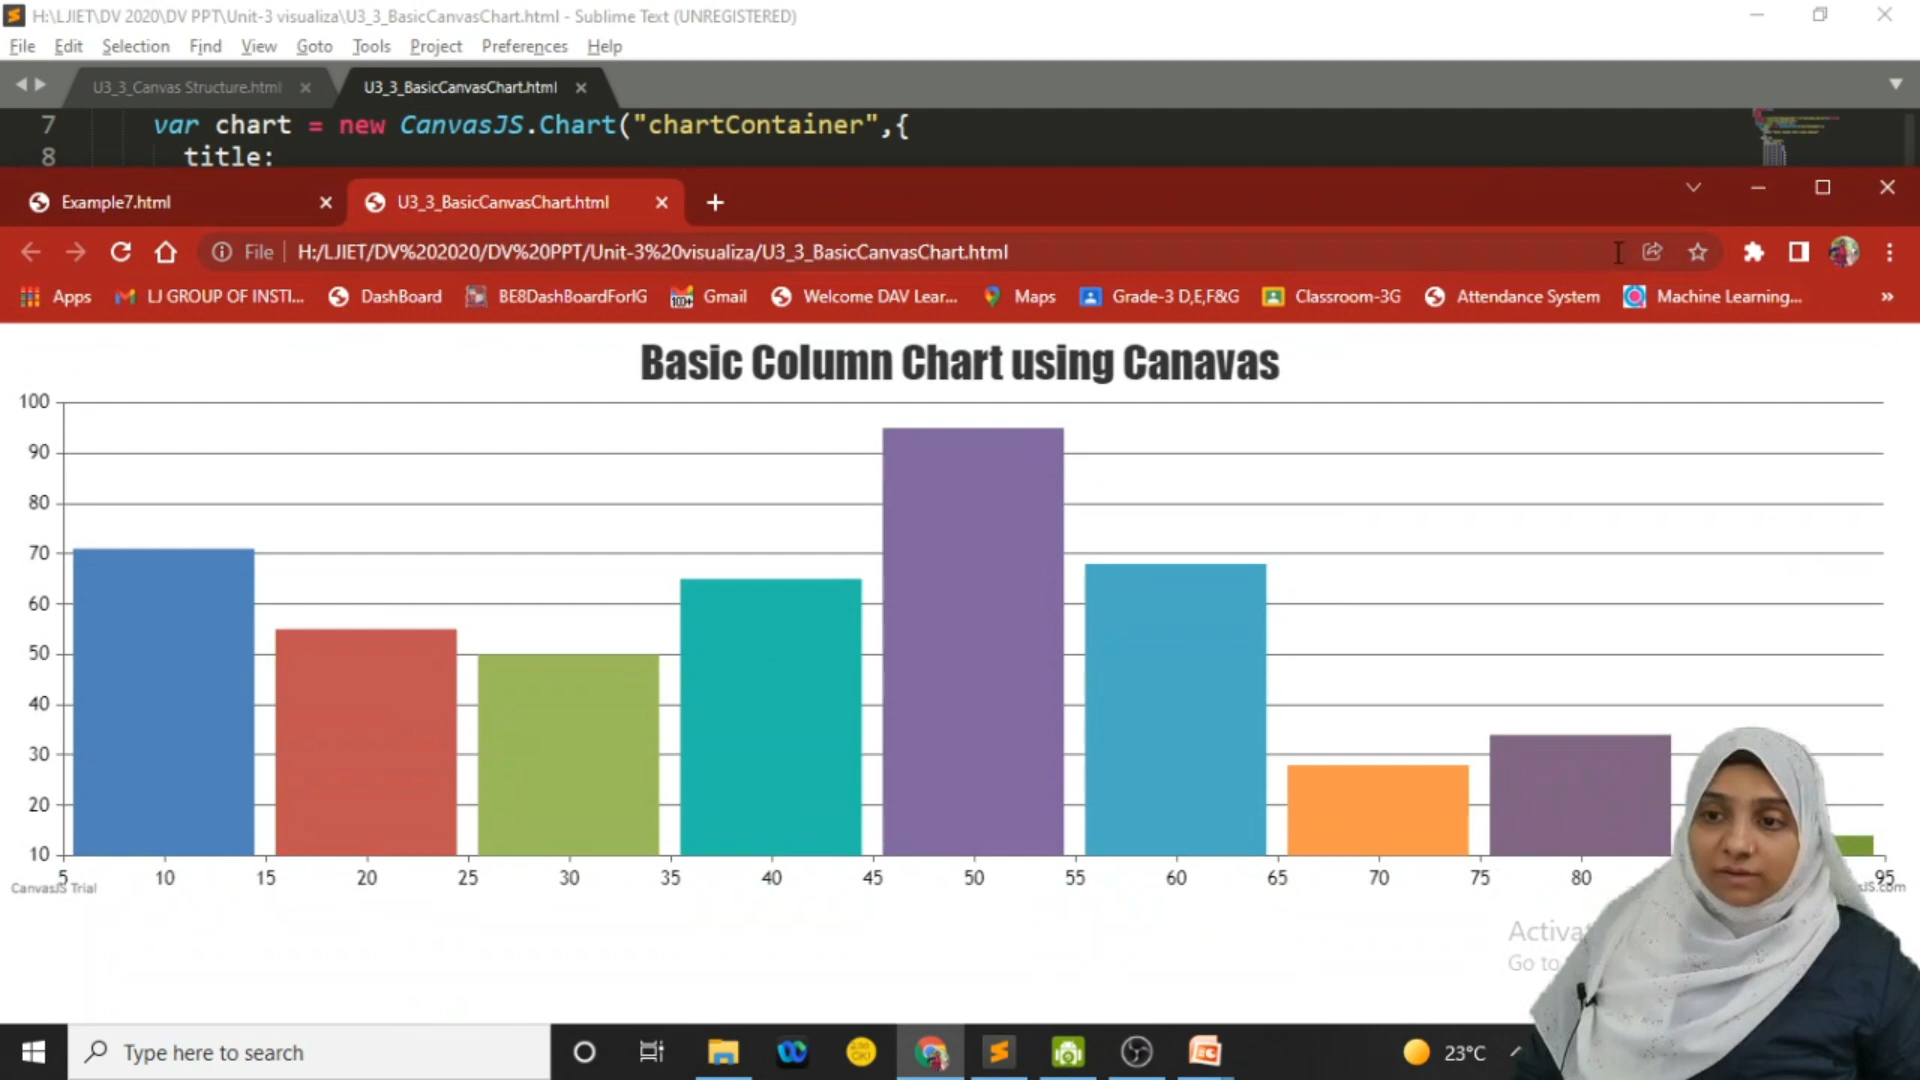 H:\LJIET\DV 2020\DV PPT\Unit-3 visualiza\U3_3_BasicCanvasChart.html - Sublime Text (UNREGISTERED)
File Edit Selection Find View Goto Tools Project Preferences Help
U3_3_Canvas Structure.html U3_3_BasicCanvasChart.html
7 var chart = new CanvasJS.Chart("chartContainer",{
8 title:
Example7.html U3_3_BasicCanvasChart.html
File H:/LJIET/DV%202020/DV%20PPT/Unit-3%20visualiza/U3_3_BasicCanvasChart.html
Apps LJ GROUP OF INSTI... DashBoard BE8DashBoardForIG 100+ Gmail Welcome DAV Lear... Maps Grade-3 D,E,F&G Classroom-3G Attendance System Machine Learning... »
Basic Column Chart using Canavas
100
90
80
70
60
50
40
30
20
10
5 10 15 20 25 30 35 40 45 50 55 60 65 70 75 80 95
CanvasJS Trial
Go to
Type here to search 23°C